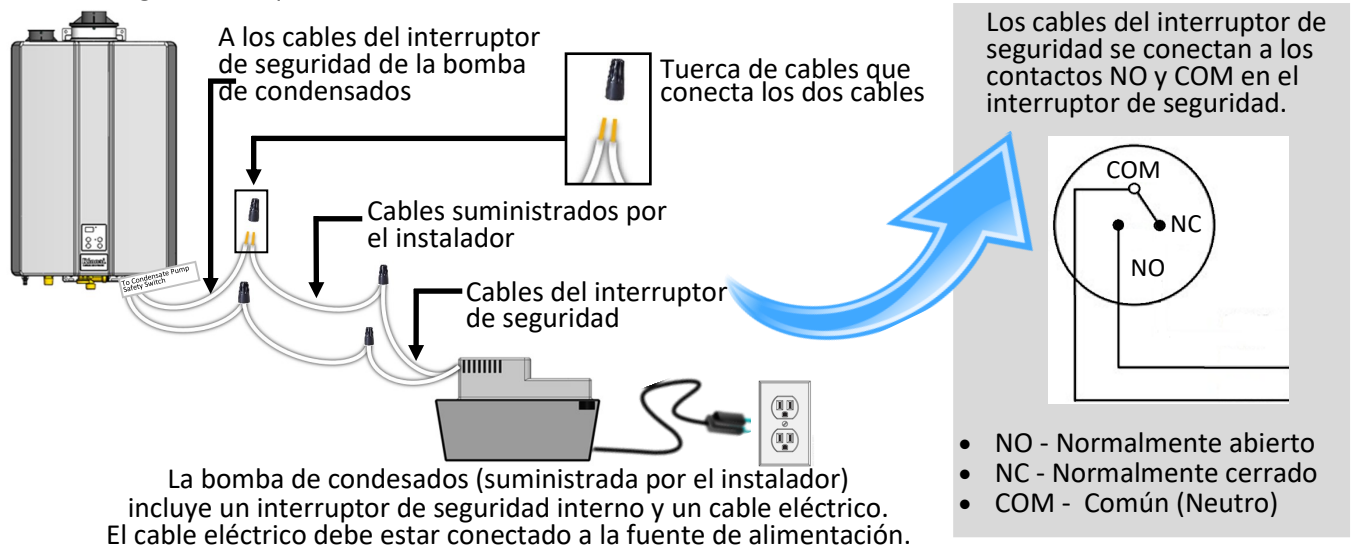 A los cables del interruptor
de seguridad de la bomba
de condensados
Tuerca de cables que
conecta los dos cables
Cables suministrados por
el instalador
To Condensate Pump
Safety Switch
Rinnai
Cables del interruptor
de seguridad
La bomba de condesados (suministrada por el instalador)
incluye un interruptor de seguridad interno y un cable eléctrico.
El cable eléctrico debe estar conectado a la fuente de alimentación.
Los cables del interruptor de
seguridad se conectan a los
contactos NO y COM en el
interruptor de seguridad.
COM
NC
NO
• NO - Normalmente abierto
• NC - Normalmente cerrado
• COM - Común (Neutro)